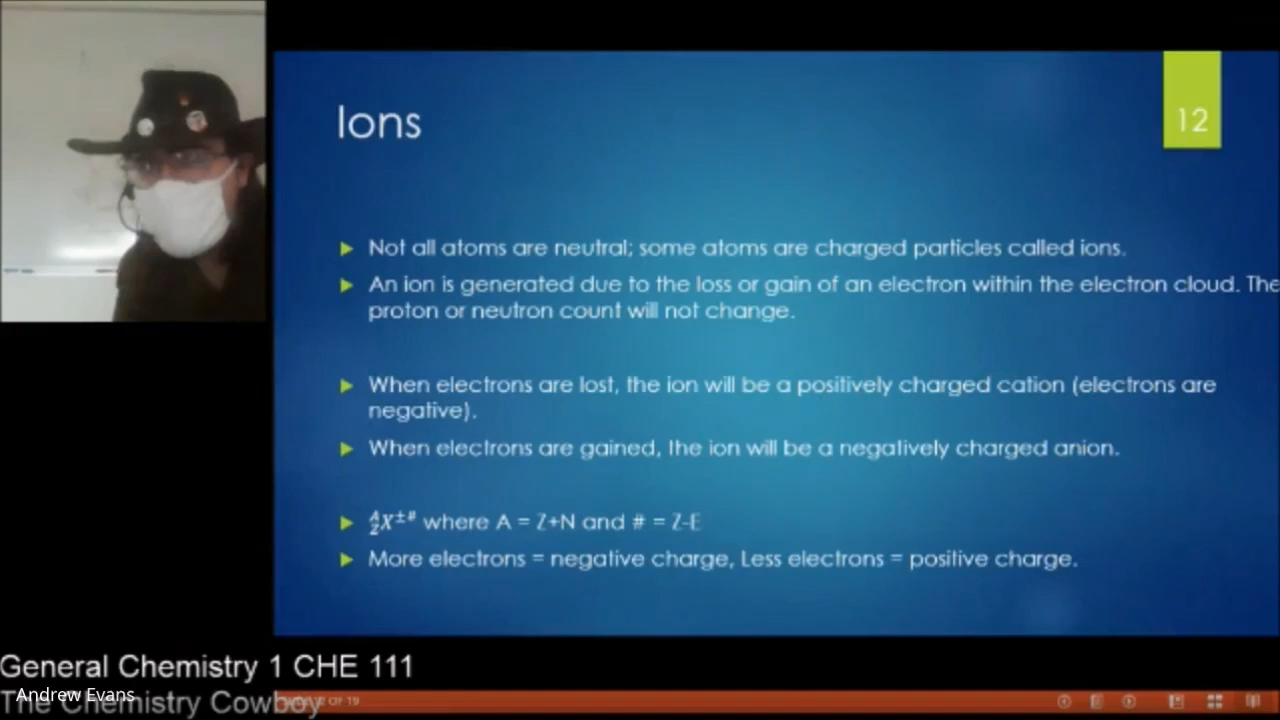 Ions
12
Not all atoms are neutral; some atoms are charged particles called ions.
An ion is generated due to the loss or gain of an electron within the electron cloud. The
proton or neutron count will not change.
When electrons are lost, the ion will be a positively charged cation (electrons are
negative).
When electrons are gained, the ion will be a negatively charged anion.
A Z X ±# where A = Z+N and # = Z-E
More electrons = negative charge, Less electrons = positive charge.
General Chemistry 1 CHE 111
Andrew Evans
The Chemistry Cowboy
OF 19